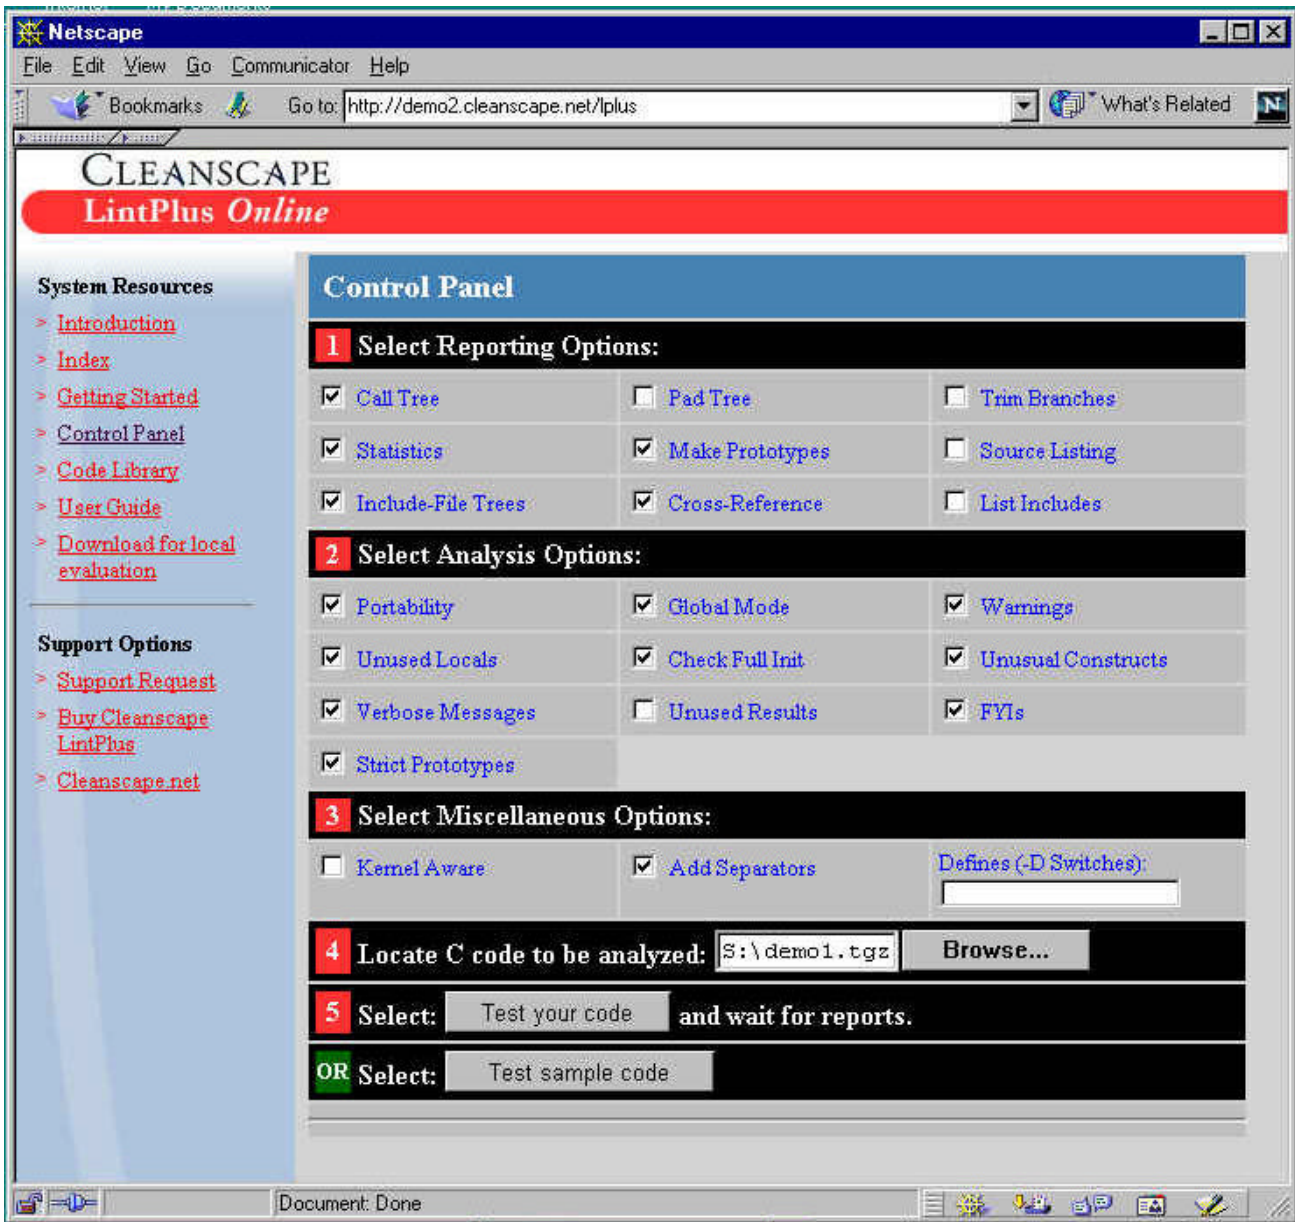 Netscape
File Edit View Go Communicator Help
Bookmarks Go to: http://demo2.cleanscape.net/lplus What's Related N
CLEANSCAPE
LintPlus Online
System Resources
> Introduction
> Index
> Getting Started
> Control Panel
> Code Library
> User Guide
> Download for local
evaluation
Support Options
> Support Request
> Buy Cleanscape
LintPlus
> Cleanscape.net
Control Panel
1 Select Reporting Options:
Call Tree Pad Tree Trim Branches
Statistics Make Prototypes Source Listing
Include-File Trees Cross-Reference List Includes
2 Select Analysis Options:
Portability Global Mode Warnings
Unused Locals Check Full Init Unusual Constructs
Verbose Messages Unused Results FYIs
Strict Prototypes
3 Select Miscellaneous Options:
Kernel Aware Add Separators Defines (-D Switches):
4 Locate C code to be analyzed: S:\demo1.tgz Browse...
5 Select: Test your code and wait for reports.
OR Select: Test sample code
Document: Done